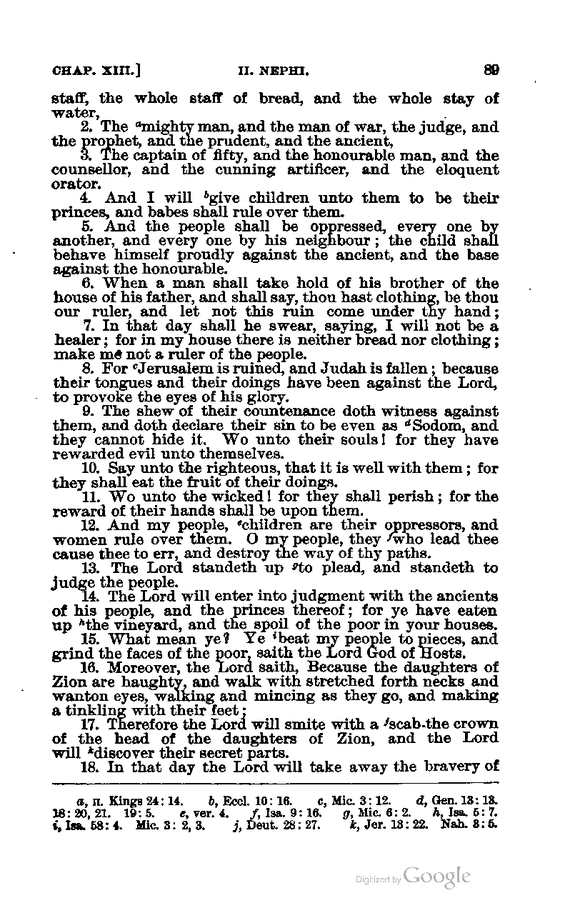 CHAP. XIII.] II. NEPHI. 89
staff, the whole staff of bread, and the whole stay of
water,
2. The ᵃmighty man, and the man of war, the judge, and
the prophet, and the prudent, and the ancient,
3. The captain of fifty, and the honourable man, and the
counsellor, and the cunning artificer, and the eloquent
orator.
4. And I will ᵇgive children unto them to be their
princes, and babes shall rule over them.
5. And the people shall be oppressed, every one by
another, and every one by his neighbour; the child shall
behave himself proudly against the ancient, and the base
against the honourable.
6. When a man shall take hold of his brother of the
house of his father, and shall say, thou hast clothing, be thou
our ruler, and let not this ruin come under thy hand;
7. In that day shall he swear, saying, I will not be a
healer; for in my house there is neither bread nor clothing;
make me not a ruler of the people.
8. For ᶜJerusalem is ruined, and Judah is fallen; because
their tongues and their doings have been against the Lord,
to provoke the eyes of his glory.
9. The shew of their countenance doth witness against
them, and doth declare their sin to be even as ᵈSodom, and
they cannot hide it. Wo unto their souls! for they have
rewarded evil unto themselves.
10. Say unto the righteous, that it is well with them; for
they shall eat the fruit of their doings.
11. Wo unto the wicked! for they shall perish; for the
reward of their hands shall be upon them.
12. And my people, ᵉchildren are their oppressors, and
women rule over them. O my people, they ᶠwho lead thee
cause thee to err, and destroy the way of thy paths.
13. The Lord standeth up ᵍto plead, and standeth to
judge the people.
14. The Lord will enter into judgment with the ancients
of his people, and the princes thereof; for ye have eaten
up ʰthe vineyard, and the spoil of the poor in your houses.
15. What mean ye? Ye ⁱbeat my people to pieces, and
grind the faces of the poor, saith the Lord God of Hosts.
16. Moreover, the Lord saith, Because the daughters of
Zion are haughty, and walk with stretched forth necks and
wanton eyes, walking and mincing as they go, and making
a tinkling with their feet;
17. Therefore the Lord will smite with a ʲscab the crown
of the head of the daughters of Zion, and the Lord
will ᵏdiscover their secret parts.
18. In that day the Lord will take away the bravery of
a, II. Kings 24: 14. b, Eccl. 10: 16. c, Mic. 3: 12. d, Gen. 13: 13.
18: 20, 21. 19: 5. e, ver. 4. f, Isa. 9: 16. g, Mic. 6: 2. h, Isa. 5: 7.
i, Isa. 58: 4. Mic. 3: 2, 3. j, Deut. 28: 27. k, Jer. 13: 22. Nah. 3: 5.
Digitized by Google